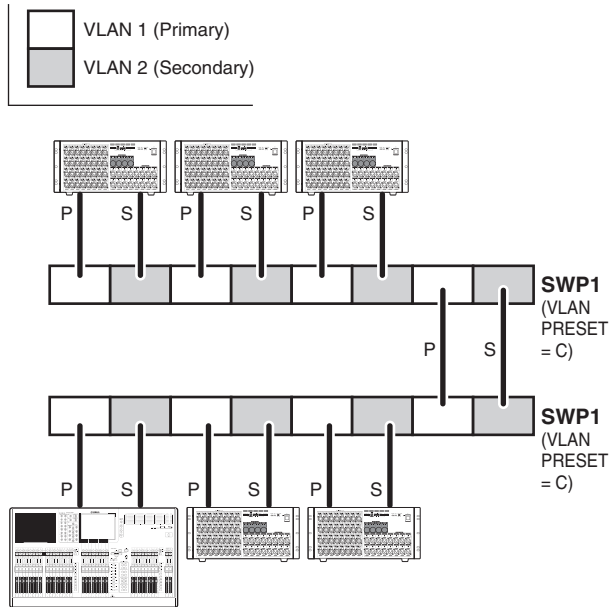 VLAN 1 (Primary)
VLAN 2 (Secondary)
P S P S P S
SWP1
(VLAN
PRESET
= C)
P S
SWP1
(VLAN
PRESET
= C)
P S P S P S